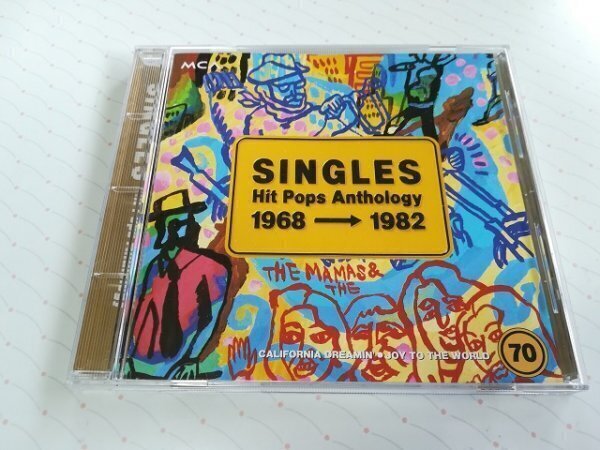 MC
SINGLES
Hit Pops Anthology
1968 → 1982
THE MAMAS &
THE
CALIFORNIA DREAMIN' • JOY TO THE WORLD
70